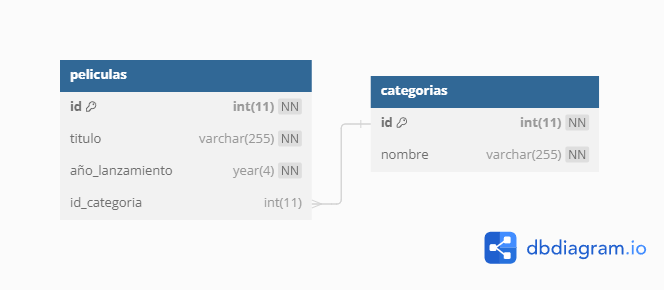 peliculas
id int(11) NN
titulo varchar(255) NN
año_lanzamiento year(4) NN
id_categoria int(11)
categorias
id int(11) NN
nombre varchar(255) NN
dbdiagram.io